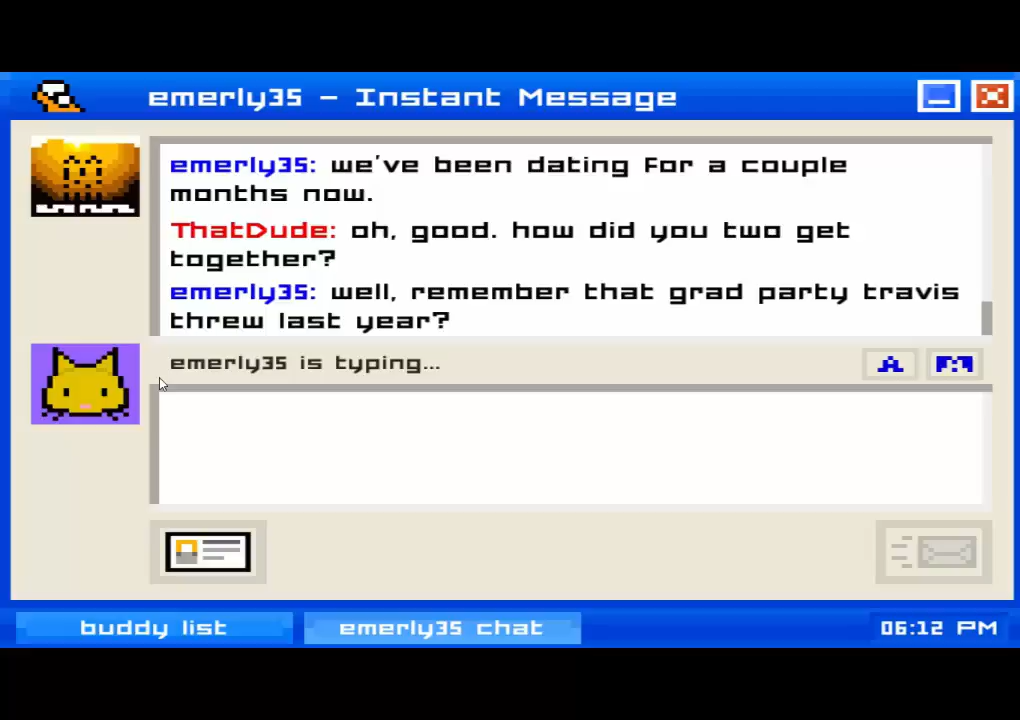 emerly35 - Instant Message
emerly35: we've been dating for a couple
months now.
ThatDude: oh, good. how did you two get
together?
emerly35: well, remember that grad party travis
threw last year?
emerly35 is typing...
A
buddy list
emerly35 chat
06:12 PM